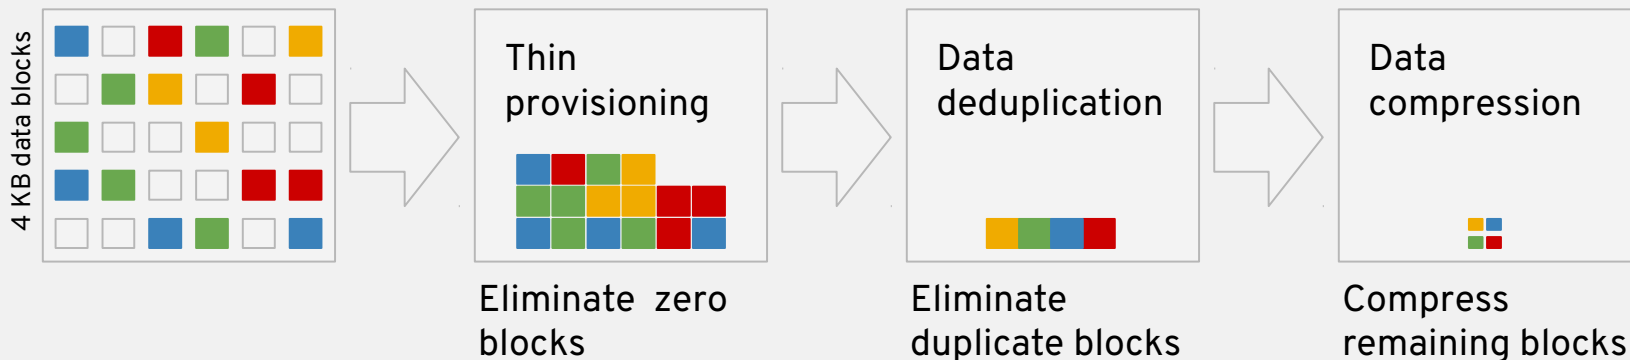 4 KB data blocks
Thin
provisioning
Eliminate zero
blocks
Data
deduplication
Eliminate
duplicate blocks
Data
compression
Compress
remaining blocks